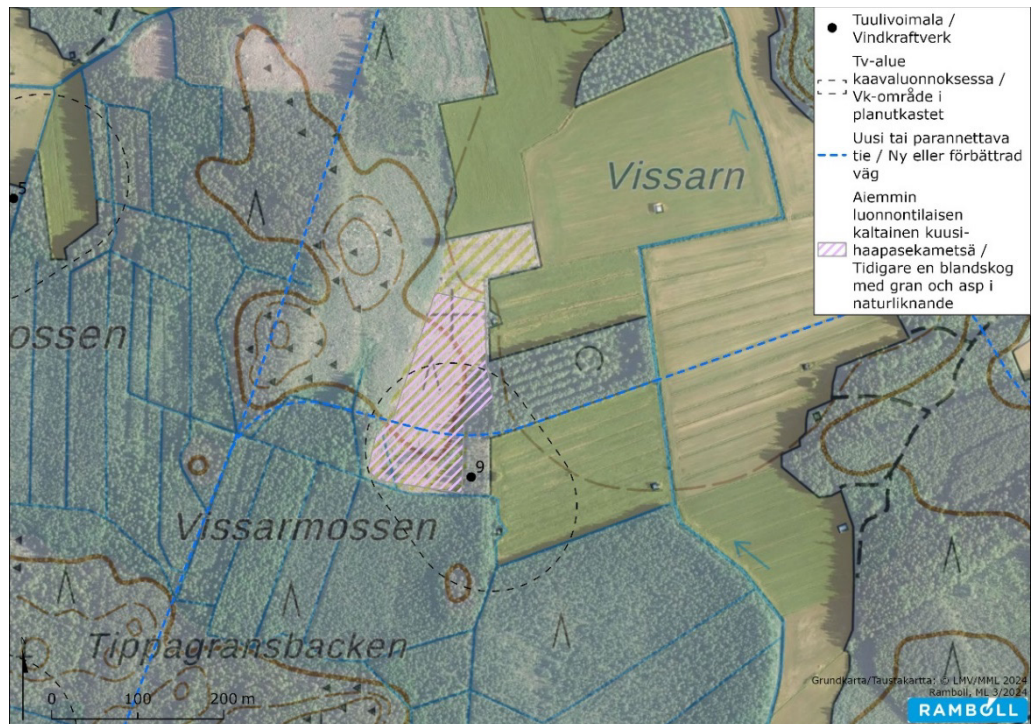 Tuulivoimala /
Vindkraftverk
Tv-alue
kaavaluonnoksessa /
Vk-område i
planutkastet
Uusi tai parannettava
tie / Ny eller förbättrad
väg
Aiemmin
luonnontilaisen
kaltainen kuusi-
haapasekametsä /
Tidigare en blandskog
med gran och asp i
naturliknande
Vissarn
5
ossen
9
Vissarmossen
Tippagransbacken
0 100 200 m
Grundkarta/Taustakartta: © LMV/MML 2024
Ramboll, ML 3/2024
RAMBOLL